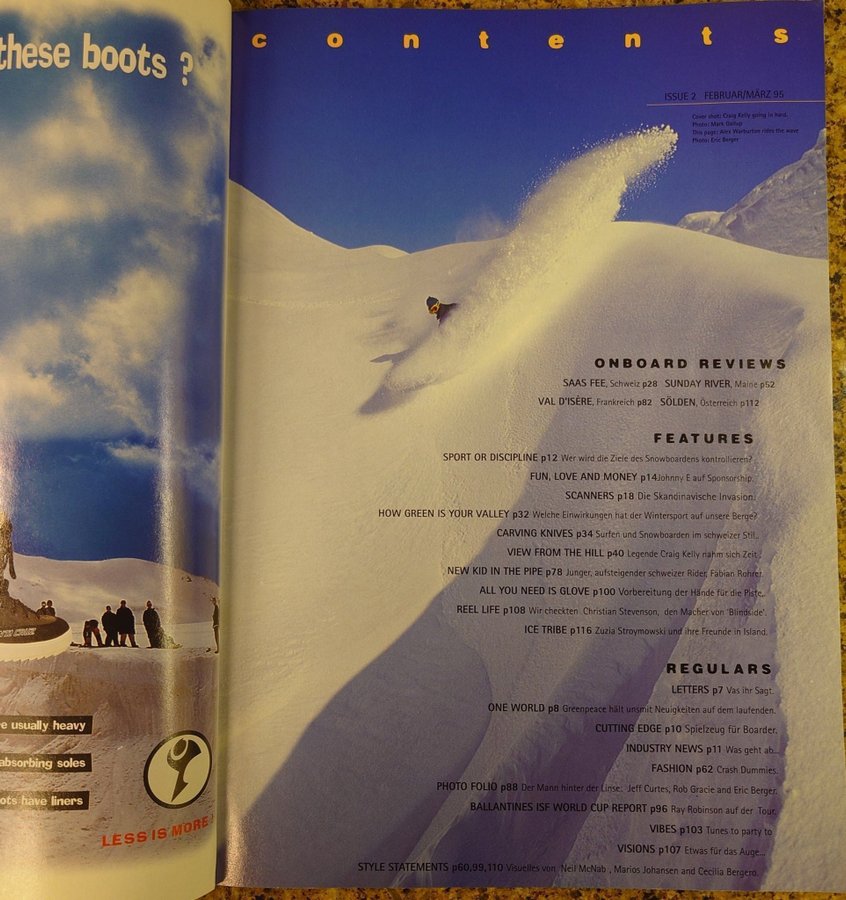 these boots ?
e usually heavy
absorbing soles
ots have liners
LESS IS MORE
contents
ISSUE 2 FEBRUAR/MÄRZ 95
Cover shot: Craig Kelly going in hard.
Photo: Mark Gallup
This page: Alex Warburton rides the wave
Photo: Eric Berger
ONBOARD REVIEWS
SAAS FEE, Schweiz p28 SUNDAY RIVER, Maine p52
VAL D'ISÈRE, Frankreich p82 SÖLDEN, Österreich p112
FEATURES
SPORT OR DISCIPLINE p12 Wer wird die Ziele des Snowboardens kontrollieren?
FUN, LOVE AND MONEY p14 Johnny E auf Sponsorship.
SCANNERS p18 Die Skandinavische Invasion.
HOW GREEN IS YOUR VALLEY p32 Welche Einwirkungen hat der Wintersport auf unsere Berge?
CARVING KNIVES p34 Surfen und Snowboarden im schweizer Stil..
VIEW FROM THE HILL p40 Legende Craig Kelly nahm sich Zeit.
NEW KID IN THE PIPE p78 Junger, aufsteigender schweizer Rider, Fabian Rohrer.
ALL YOU NEED IS GLOVE p100 Vorbereitung der Hände für die Piste,.
REEL LIFE p108 Wir checkten Christian Stevenson, den Macher von 'Blindside'.
ICE TRIBE p116 Zuzia Stroymowski und ihre Freunde in Island.
REGULARS
LETTERS p7 Vas ihr Sagt.
ONE WORLD p8 Greenpeace hält unsmit Neuigkeiten auf dem laufenden.
CUTTING EDGE p10 Spielzeug für Boarder.
INDUSTRY NEWS p11 Was geht ab...
FASHION p62 Crash Dummies.
PHOTO FOLIO p88 Der Mann hinter der Linse: Jeff Curtes, Rob Gracie and Eric Berger.
BALLANTINES ISF WORLD CUP REPORT p96 Ray Robinson auf der Tour.
VIBES p103 Tunes to party to
VISIONS p107 Etwas für das Auge...
STYLE STATEMENTS p60,99,110 Visuelles von Neil McNab , Marios Johansen and Cecilia Bergero.